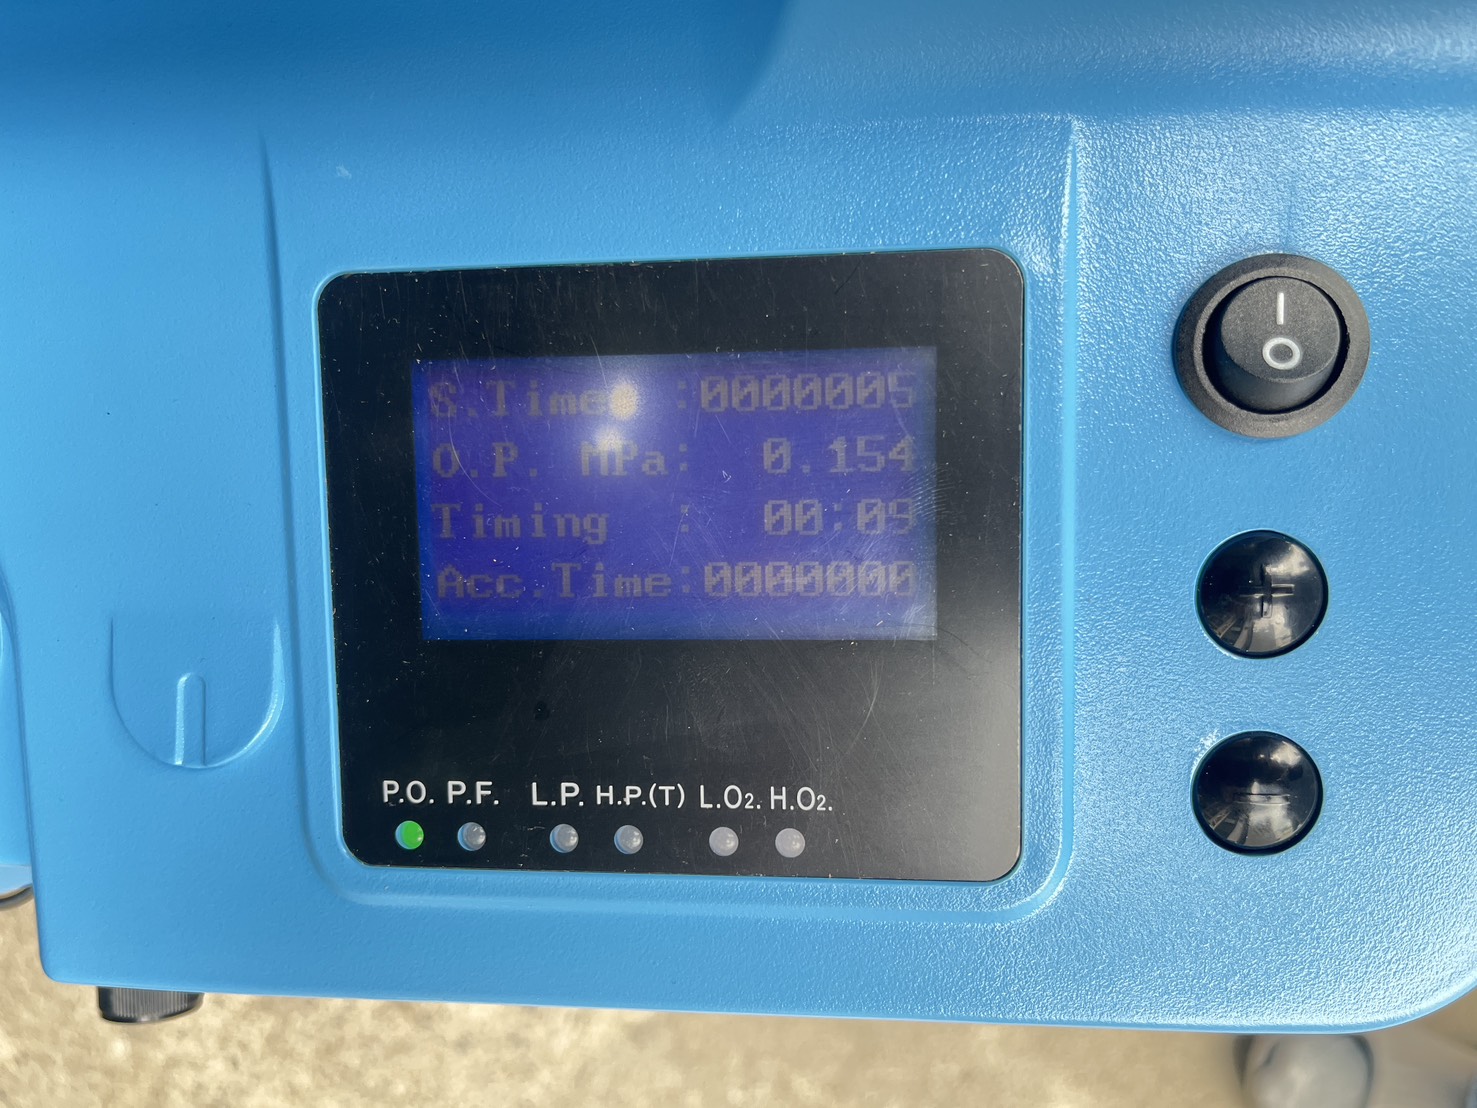 S.Time :0000005
O.P. MPa: 0.154
Timing : 00:09
Acc.Time:0000000
P.O. P.F. L.P. H.P.(T) L.O2. H.O2.
I
O
+
-